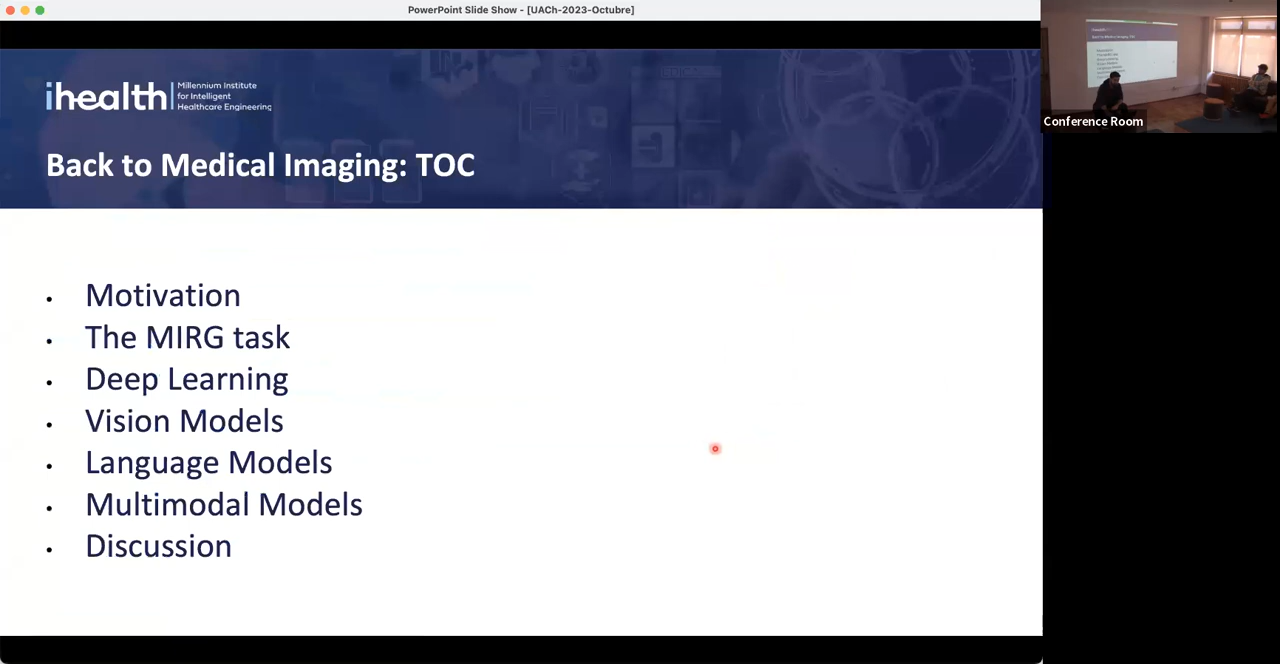 PowerPoint Slide Show - [UACh-2023-Octubre]
ihealth
Millennium Institute
for Intelligent
Healthcare Engineering
Back to Medical Imaging: TOC
• Motivation
• The MIRG task
• Deep Learning
• Vision Models
• Language Models
• Multimodal Models
• Discussion
Conference Room